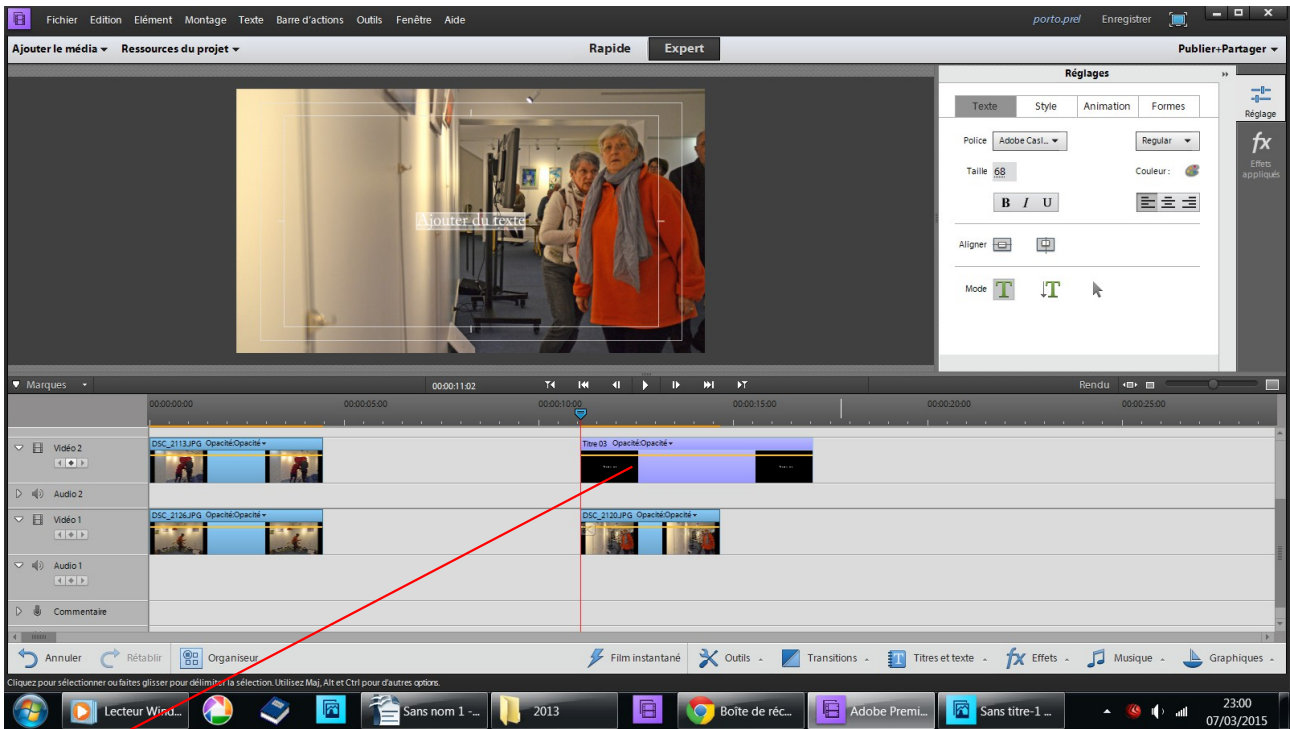 Fichier Edition Elément Montage Texte Barre d'actions Outils Fenêtre Aide porto.prel Enregistrer
Ajouter le média Ressources du projet Rapide Expert Publier+Partager
Réglages
Réglage
Texte Style Animation Formes
Police Adobe Casl... Regular
fx
Effets
appliqués
Taille 68 Couleur :
B I U
Ajouter du texte
Aligner
Mode T T
Marques 00:00:11:02 Rendu
00:00:00:00 00:00:05:00 00:00:10:00 00:00:15:00 00:00:20:00 00:00:25:00
Vidéo 2 DSC_2113.JPG Opacité:Opacité Titre 03 Opacité:Opacité
Audio 2
Vidéo 1 DSC_2126.JPG Opacité:Opacité DSC_2120.JPG Opacité:Opacité
Audio 1
Commentaire
Annuler Rétablir Organiseur Film instantané Outils Transitions Titres et texte fx Effets Musique Graphiques
Cliquez pour sélectionner ou faites glisser pour délimiter la sélection. Utilisez Maj, Alt et Ctrl pour d'autres options.
Lecteur Wind... Sans nom 1 -... 2013 Boîte de réc... Adobe Premi... Sans titre-1 ... 23:00
07/03/2015